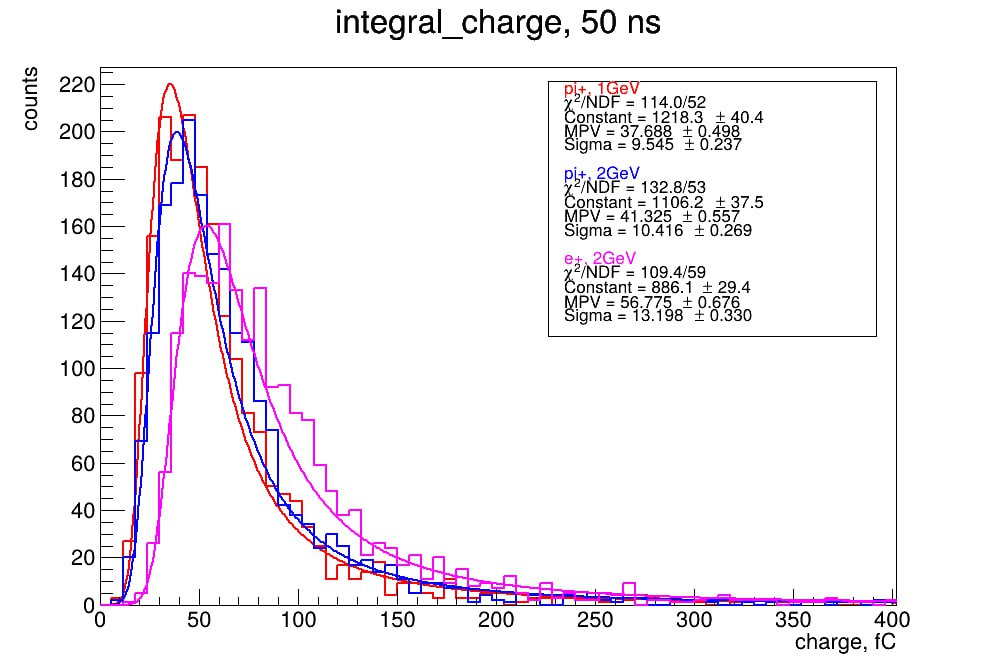 integral_charge, 50 ns
counts
220
200
180
160
140
120
100
80
60
40
20
0
pi+, 1GeV
χ²/NDF = 114.0/52
Constant = 1218.3 ± 40.4
MPV = 37.688 ± 0.498
Sigma = 9.545 ± 0.237
pi+, 2GeV
χ²/NDF = 132.8/53
Constant = 1106.2 ± 37.5
MPV = 41.325 ± 0.557
Sigma = 10.416 ± 0.269
e+, 2GeV
χ²/NDF = 109.4/59
Constant = 886.1 ± 29.4
MPV = 56.775 ± 0.676
Sigma = 13.198 ± 0.330
0 50 100 150 200 250 300 350 400
charge, fC